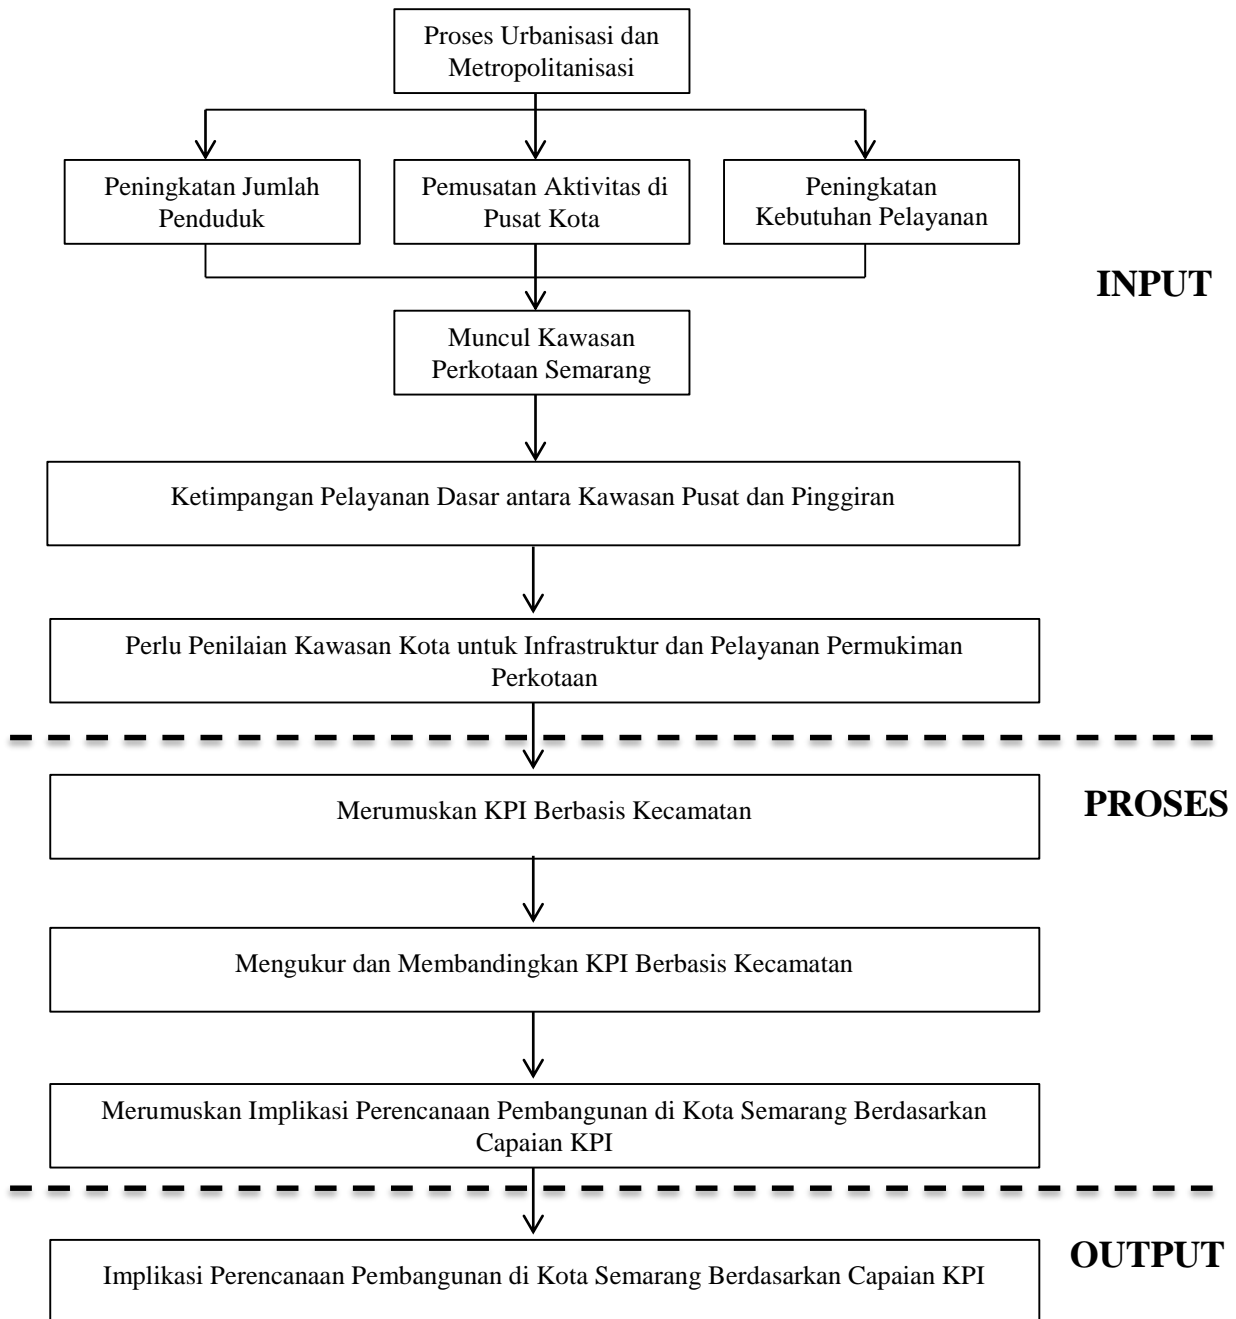 Proses Urbanisasi dan
Metropolitanisasi
Peningkatan Jumlah
Penduduk
Pemusatan Aktivitas di
Pusat Kota
Peningkatan
Kebutuhan Pelayanan
INPUT
Muncul Kawasan
Perkotaan Semarang
Ketimpangan Pelayanan Dasar antara Kawasan Pusat dan Pinggiran
Perlu Penilaian Kawasan Kota untuk Infrastruktur dan Pelayanan Permukiman
Perkotaan
Merumuskan KPI Berbasis Kecamatan
PROSES
Mengukur dan Membandingkan KPI Berbasis Kecamatan
Merumuskan Implikasi Perencanaan Pembangunan di Kota Semarang Berdasarkan
Capaian KPI
OUTPUT
Implikasi Perencanaan Pembangunan di Kota Semarang Berdasarkan Capaian KPI